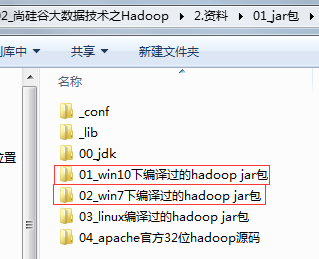 02_尚硅谷大数据技术之Hadoop ▸ 2.资料 ▸ 01_jar包
库中 共享 新建文件夹
名称
_conf
_lib
00_jdk
位置
01_win10下编译过的hadoop jar包
02_win7下编译过的hadoop jar包
03_linux编译过的hadoop jar包
04_apache官方32位hadoop源码